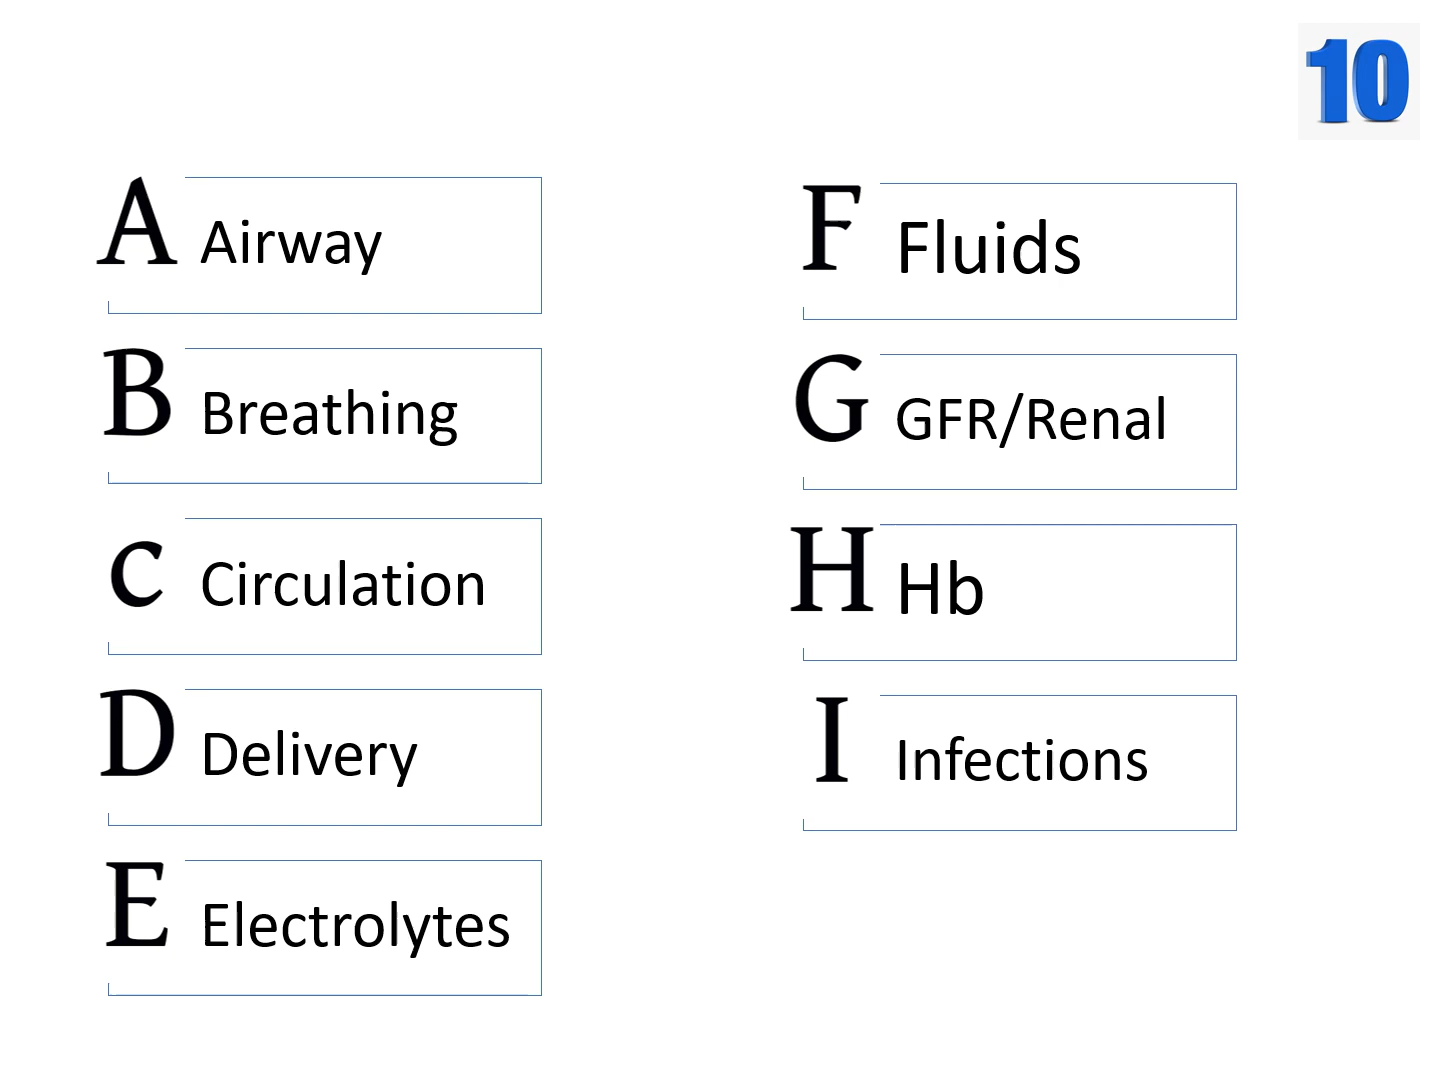 10
A Airway
B Breathing
C Circulation
D Delivery
E Electrolytes
F Fluids
G GFR/Renal
H Hb
I Infections